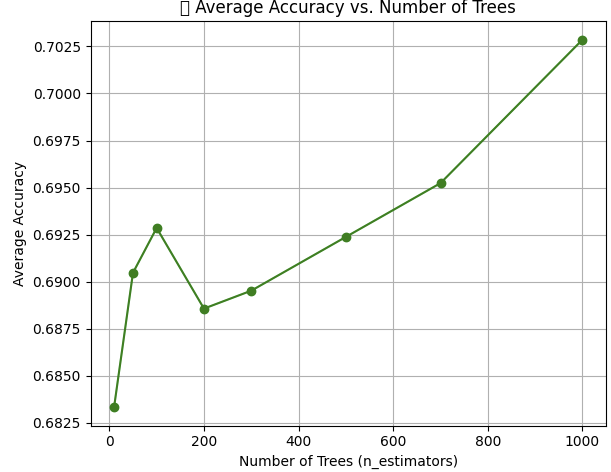 Average Accuracy vs. Number of Trees
0.7025
0.7000
0.6975
0.6950
0.6925
0.6900
0.6875
0.6850
0.6825
Average Accuracy
0 200 400 600 800 1000
Number of Trees (n_estimators)